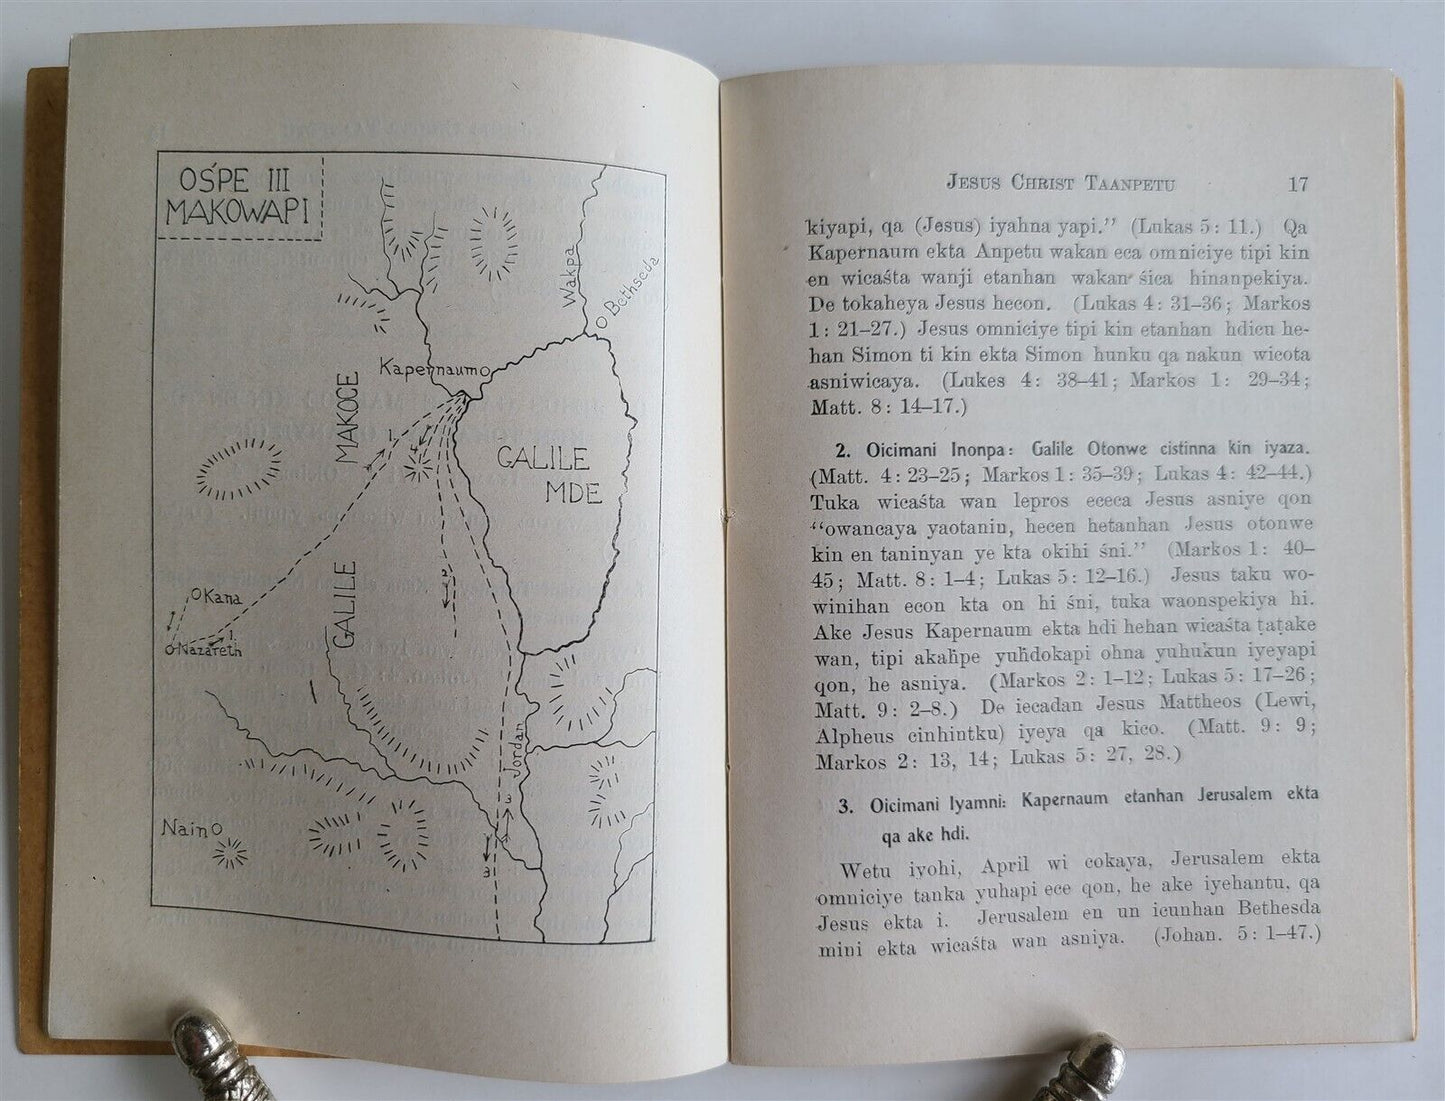 OŚPE III
MAKOWAPI
Wakpa
Bethseda
Kapernaum
MAKOCE
1.
4
GALILE
MDE
GALILE
2
Kana
1.
Nazareth
Jordan
3
Nain
3
JESUS CHRIST TAANPETU 17
kiyapi, qa (Jesus) iyahna yapi.” (Lukas 5: 11.) Qa
Kapernaum ekta Anpetu wakan eca omniciye tipi kin
en wicaśta wanji etanhan wakan śica hinanpekiya.
De tokaheya Jesus hecon. (Lukas 4: 31–36; Markos
1: 21–27.) Jesus omniciye tipi kin etanhan hdicu he-
han Simon ti kin ekta Simon hunku qa nakun wicota
asniwicaya. (Lukes 4: 38–41; Markos 1: 29–34;
Matt. 8: 14–17.)
2. Oicimani Inonpa: Galile Otonwe cistinna kin iyaza.
(Matt. 4: 23–25; Markos 1: 35–39; Lukas 4: 42–44.)
Tuka wicaśta wan lepros ececa Jesus asniye qon
“owancaya yaotanin, hecen hetanhan Jesus otonwe
kin en taninyan ye kta okihi śni.” (Markos 1: 40–
45; Matt. 8: 1–4; Lukas 5: 12–16.) Jesus taku wo-
winihan econ kta on hi śni, tuka waonspekiya hi.
Ake Jesus Kapernaum ekta hdi hehan wicaśta ṭaṭake
wan, tipi akaḣpe yuḣdokapi ohna yuhukun iyeyapi
qon, he asniya. (Markos 2: 1–12; Lukas 5: 17–26;
Matt. 9: 2–8.) De iecadan Jesus Mattheos (Lewi,
Alpheus cinhintku) iyeya qa kico. (Matt. 9: 9;
Markos 2: 13, 14; Lukas 5: 27, 28.)
3. Oicimani Iyamni: Kapernaum etanhan Jerusalem ekta
qa ake hdi.
Wetu iyohi, April wi cokaya, Jerusalem ekta
omniciye tanka yuhapi ece qon, he ake iyehantu, qa
Jesus ekta i. Jerusalem en un icunhan Bethesda
mini ekta wicaśta wan asniya. (Johan. 5: 1–47.)